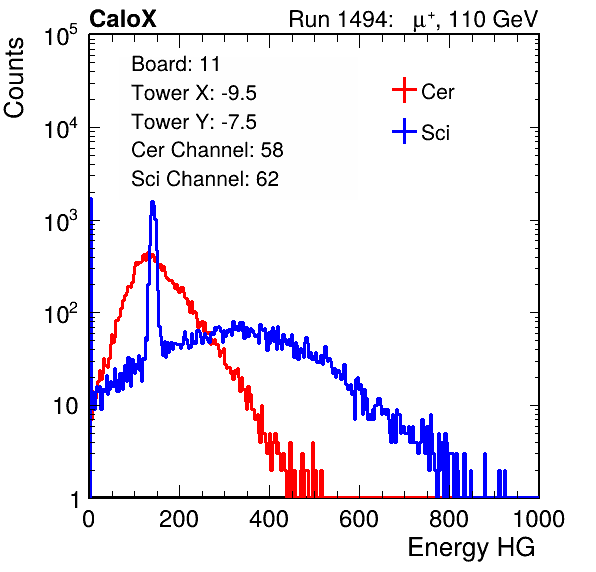 CaloX Run 1494: μ⁺, 110 GeV
Board: 11
Tower X: -9.5
Tower Y: -7.5
Cer Channel: 58
Sci Channel: 62
Cer
Sci
Counts
10⁵
10⁴
10³
10²
10
1
0 200 400 600 800 1000
Energy HG